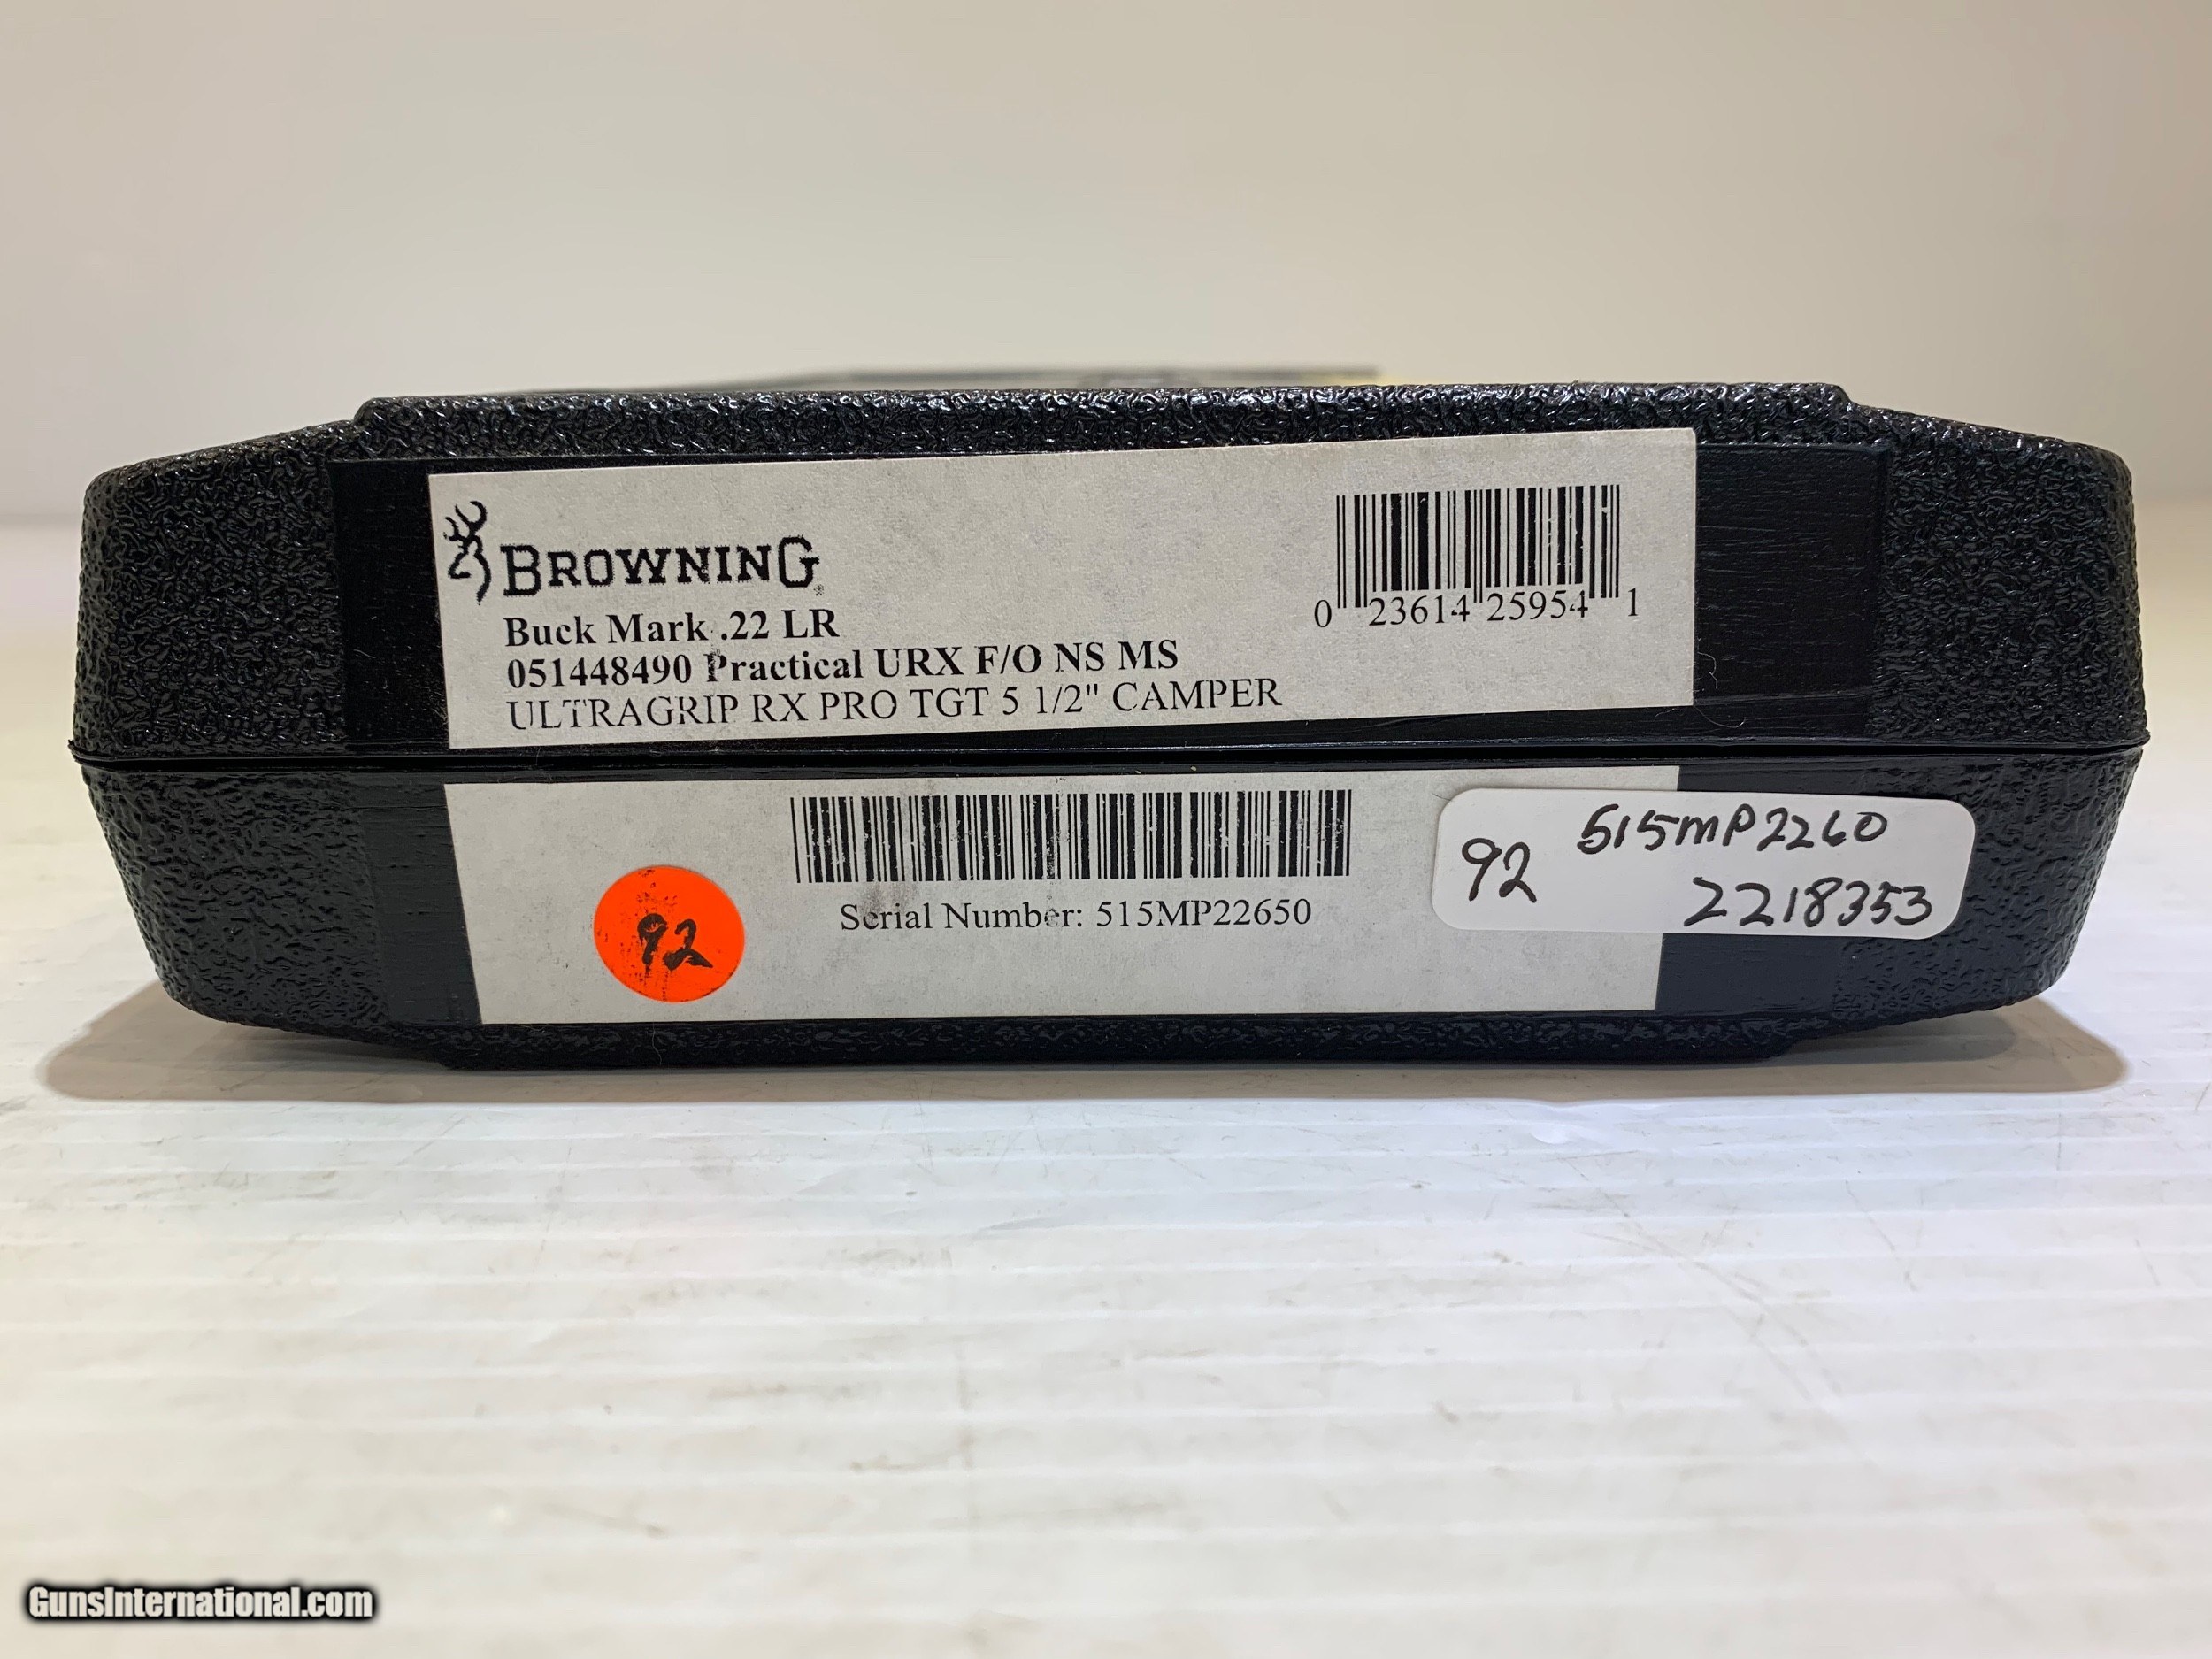 BROWNING
Buck Mark .22 LR
051448490 Practical URX F/O NS MS
ULTRAGRIP RX PRO TGT 5 1/2" CAMPER
0 23614 25954 1
Serial Number: 515MP22650
92
92 515MP2260
2218353
GunsInternational.com